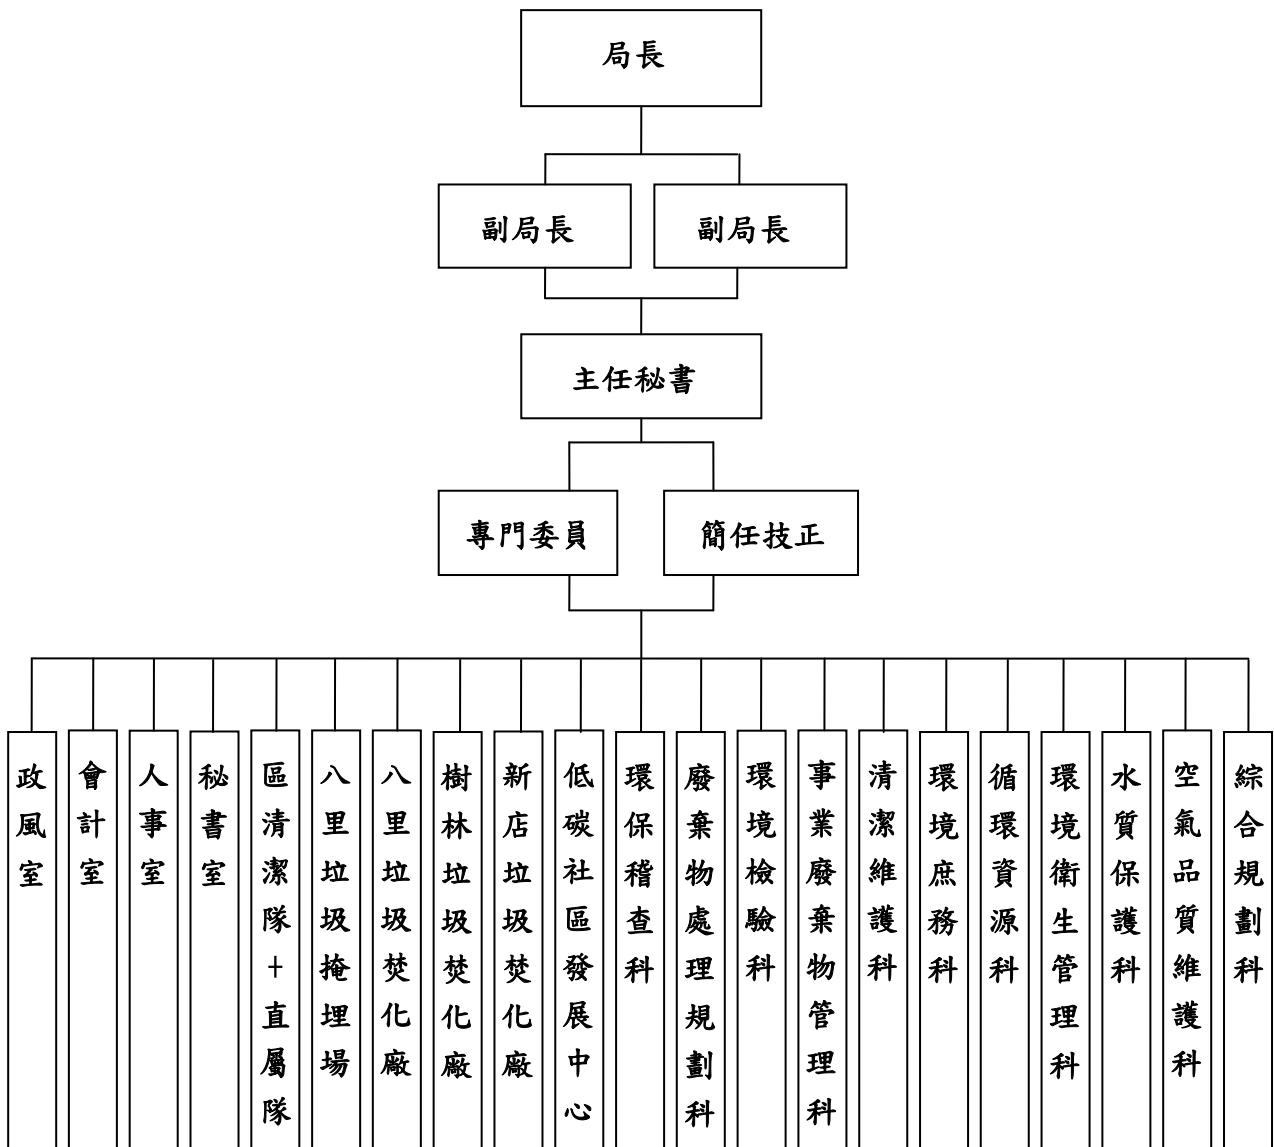 局長
副局長
副局長
主任秘書
專門委員
簡任技正
政風室
會計室
人事室
秘書室
區清潔隊+直屬隊
八里垃圾掩埋場
八里垃圾焚化廠
樹林垃圾焚化廠
新店垃圾焚化廠
低碳社區發展中心
環保稽查科
廢棄物處理規劃科
環境檢驗科
事業廢棄物管理科
清潔維護科
環境庶務科
循環資源科
環境衛生管理科
水質保護科
空氣品質維護科
綜合規劃科